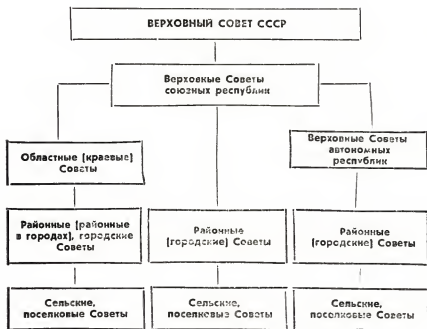 ВЕРХОВНЫЙ СОВЕТ СССР
Верховные Советы
союзных республик
Областные [краевые]
Советы
Верховные Советы
автономных
республик
Районные [районные
в городах], городские
Советы
Районные
[городские] Советы
Районные
[городские] Советы
Сельские,
поселковые Советы
Сельские,
поселковые Советы
Сельские,
поселковые Советы